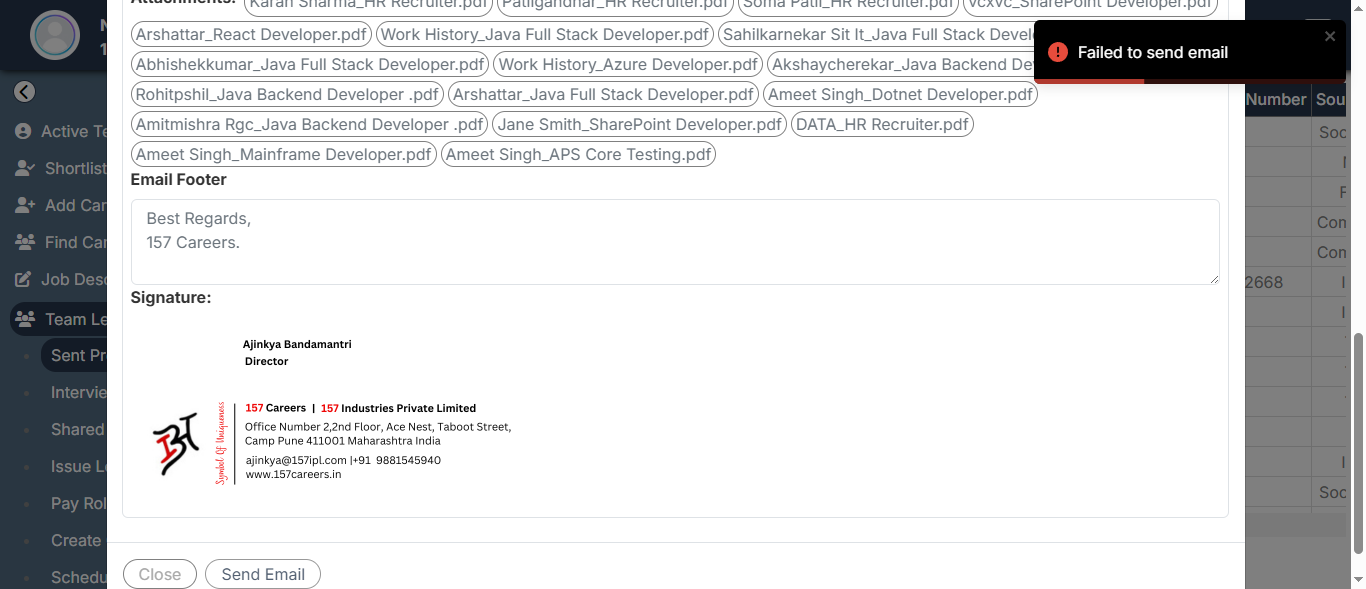 Attachments: Karan Sharma_HR Recruiter.pdf Patilgandhar_HR Recruiter.pdf Soma Patil_HR Recruiter.pdf vcxvc_SharePoint Developer.pdf
Arshattar_React Developer.pdf Work History_Java Full Stack Developer.pdf Sahilkarnekar Sit It_Java Full Stack Devel
Failed to send email
Abhishekkumar_Java Full Stack Developer.pdf Work History_Azure Developer.pdf Akshaycherekar_Java Backend De
Rohitpshil_Java Backend Developer .pdf Arshattar_Java Full Stack Developer.pdf Ameet Singh_Dotnet Developer.pdf
Number Sou
Amitmishra Rgc_Java Backend Developer .pdf Jane Smith_SharePoint Developer.pdf DATA_HR Recruiter.pdf
Ameet Singh_Mainframe Developer.pdf Ameet Singh_APS Core Testing.pdf
Email Footer
Best Regards,
157 Careers.
Signature:
Ajinkya Bandamantri
Director
157 Careers | 157 Industries Private Limited
Office Number 2,2nd Floor, Ace Nest, Taboot Street,
Camp Pune 411001 Maharashtra India
ajinkya@157ipl.com |+91 9881545940
www.157careers.in
Symbol Of Uniqueness
Close Send Email
Active Te
Shortlist
Add Can
Find Can
Job Desc
Team Le
Sent Pr
Intervie
Shared
Issue L
Pay Rol
Create
Schedu
Soc
Con
Con
2668
Soc